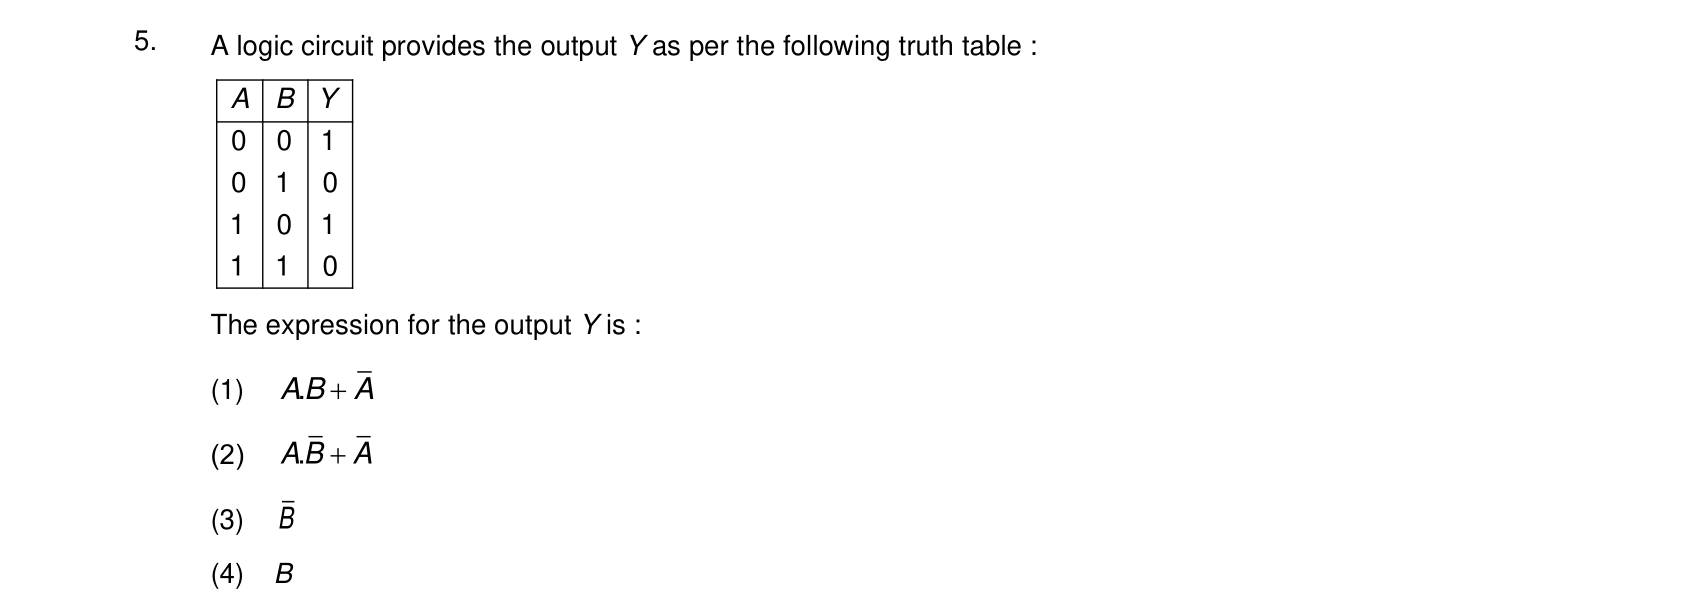 5. A logic circuit provides the output Y as per the following truth table :
A B Y
0 0 1
0 1 0
1 0 1
1 1 0
The expression for the output Y is :
(1) A.B + A̅
(2) A.B̅ + A̅
(3) B̅
(4) B